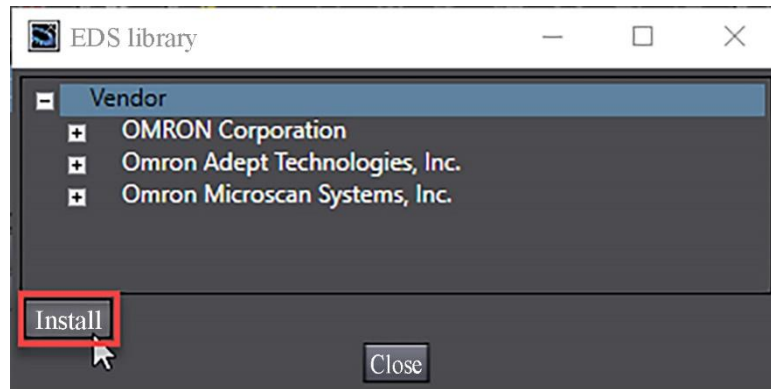 EDS library
Vendor
OMRON Corporation
Omron Adept Technologies, Inc.
Omron Microscan Systems, Inc.
Install
Close